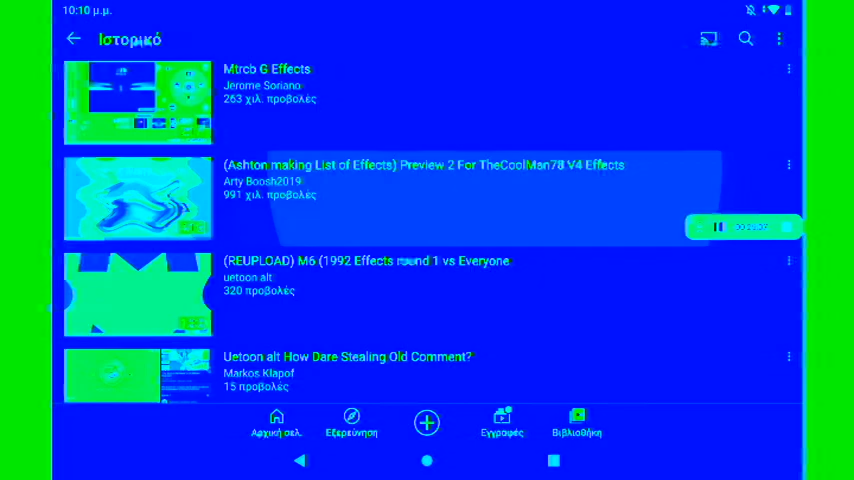 10:10 μ.μ.
Ιστορικό
Mtrcb G Effects
Jerome Soriano
263 χιλ. προβολές
(Ashton making List of Effects) Preview 2 For TheCoolMan78 V4 Effects
Arty Boosh2019
991 χιλ. προβολές
(REUPLOAD) M6 (1992 Effects round 1 vs Everyone
uetoon alt
320 προβολές
Uetoon alt How Dare Stealing Old Comment?
Markos Klapof
15 προβολές
Αρχική σελ.
Εξερεύνηση
Εγγραφές
Βιβλιοθήκη